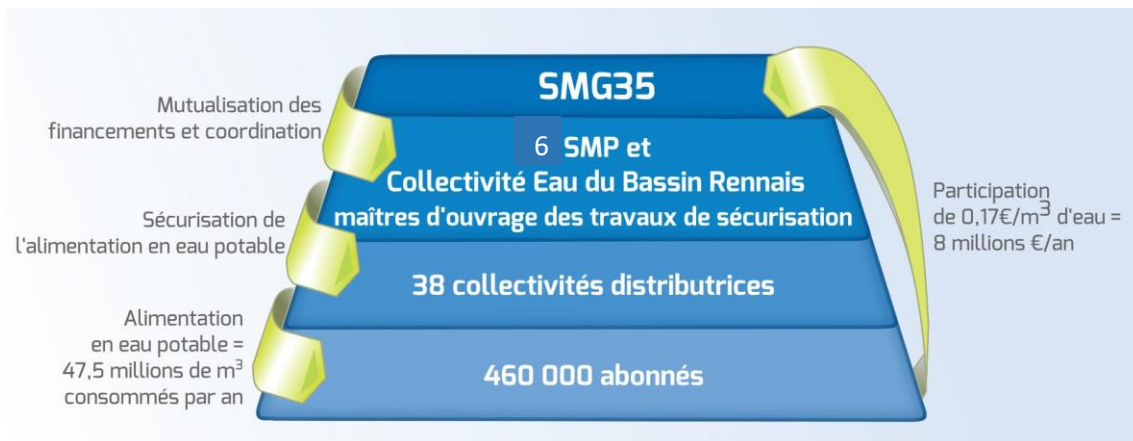 SMG35
Mutualisation des
financements et coordination
6 SMP et
Collectivité Eau du Bassin Rennais
maîtres d'ouvrage des travaux de sécurisation
Sécurisation de
l'alimentation en eau potable
38 collectivités distributrices
Alimentation
en eau potable =
47,5 millions de m³
consommés par an
460 000 abonnés
Participation
de 0,17€/m³ d'eau =
8 millions €/an